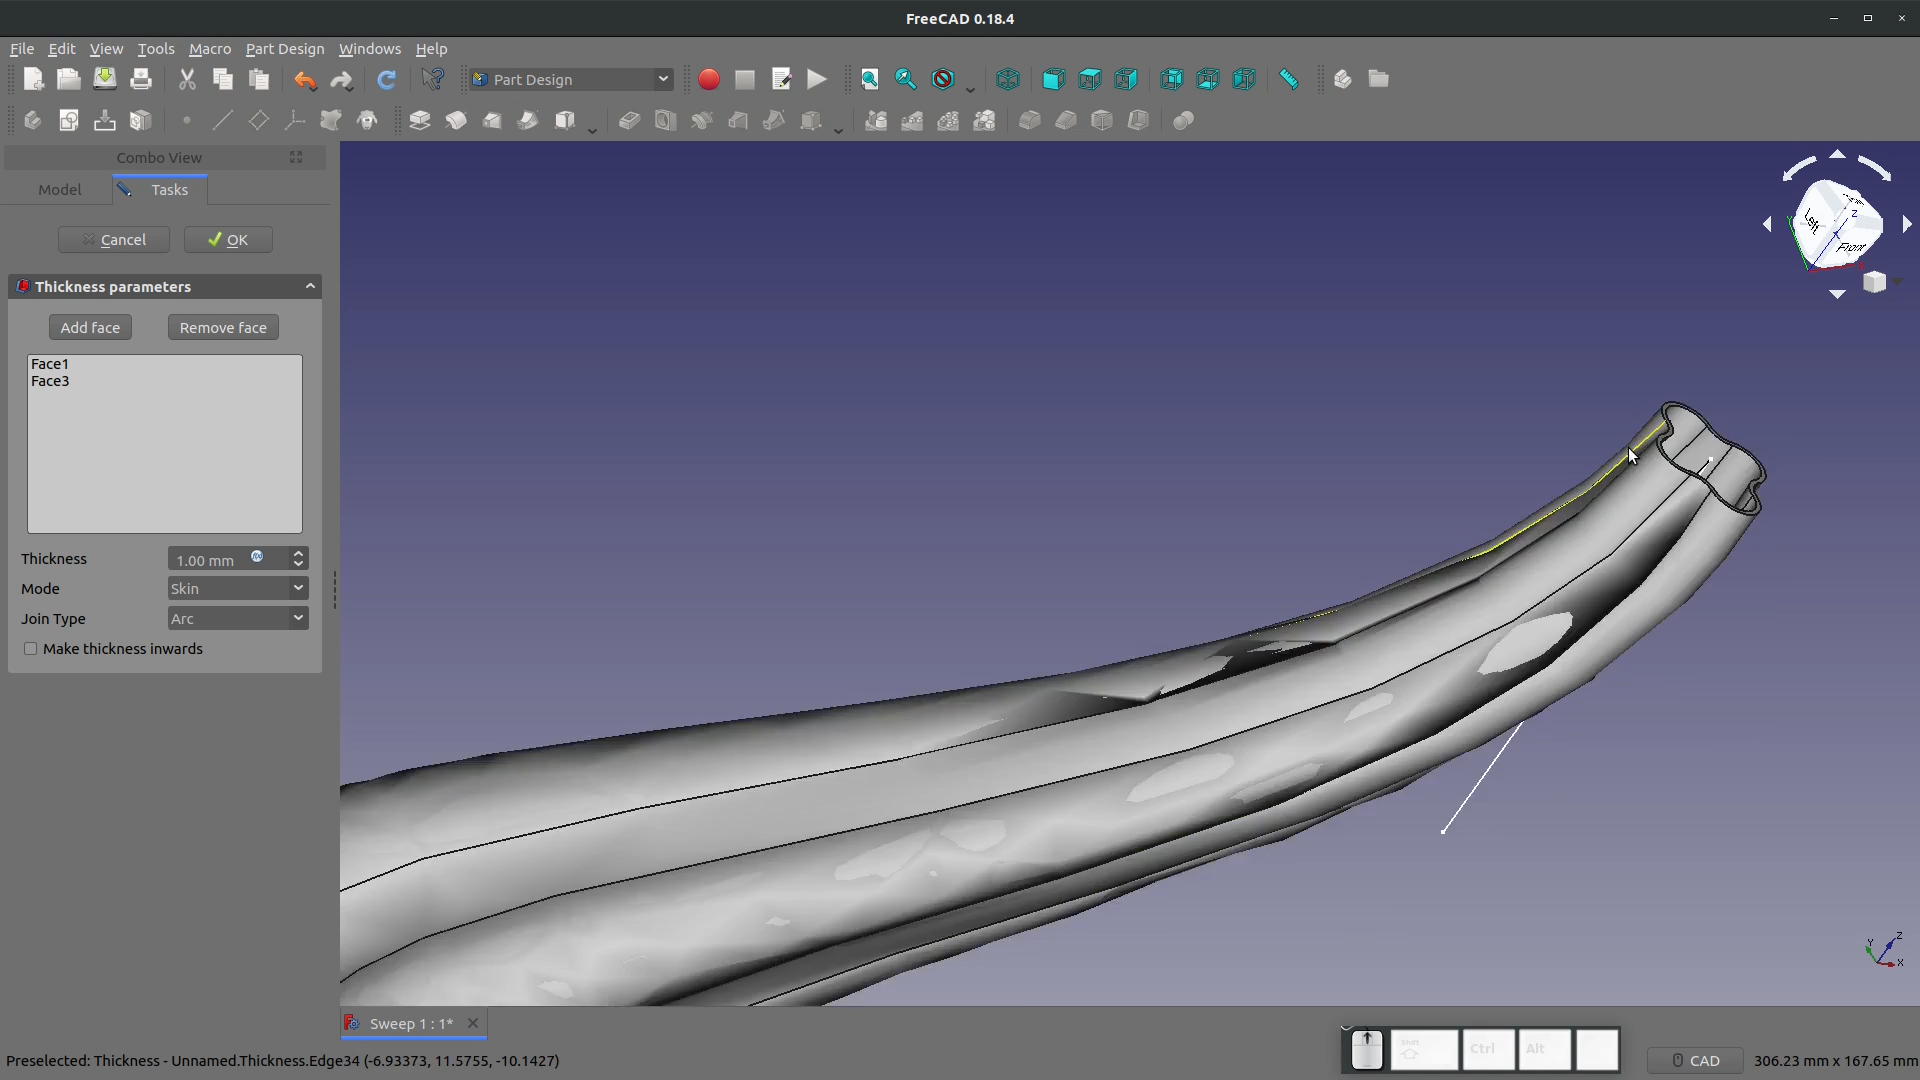 FreeCAD 0.18.4
File Edit View Tools Macro Part Design Windows Help
Part Design
Combo View
Model Tasks
Cancel OK
Thickness parameters
Add face Remove face
Face1
Face3
Thickness 1.00 mm
Mode Skin
Join Type Arc
Make thickness inwards
Left Front
Z
Y Z X
Sweep 1 : 1*
Shift Ctrl Alt
Preselected: Thickness - Unnamed.Thickness.Edge34 (-6.93373, 11.5755, -10.1427)
CAD 306.23 mm x 167.65 mm